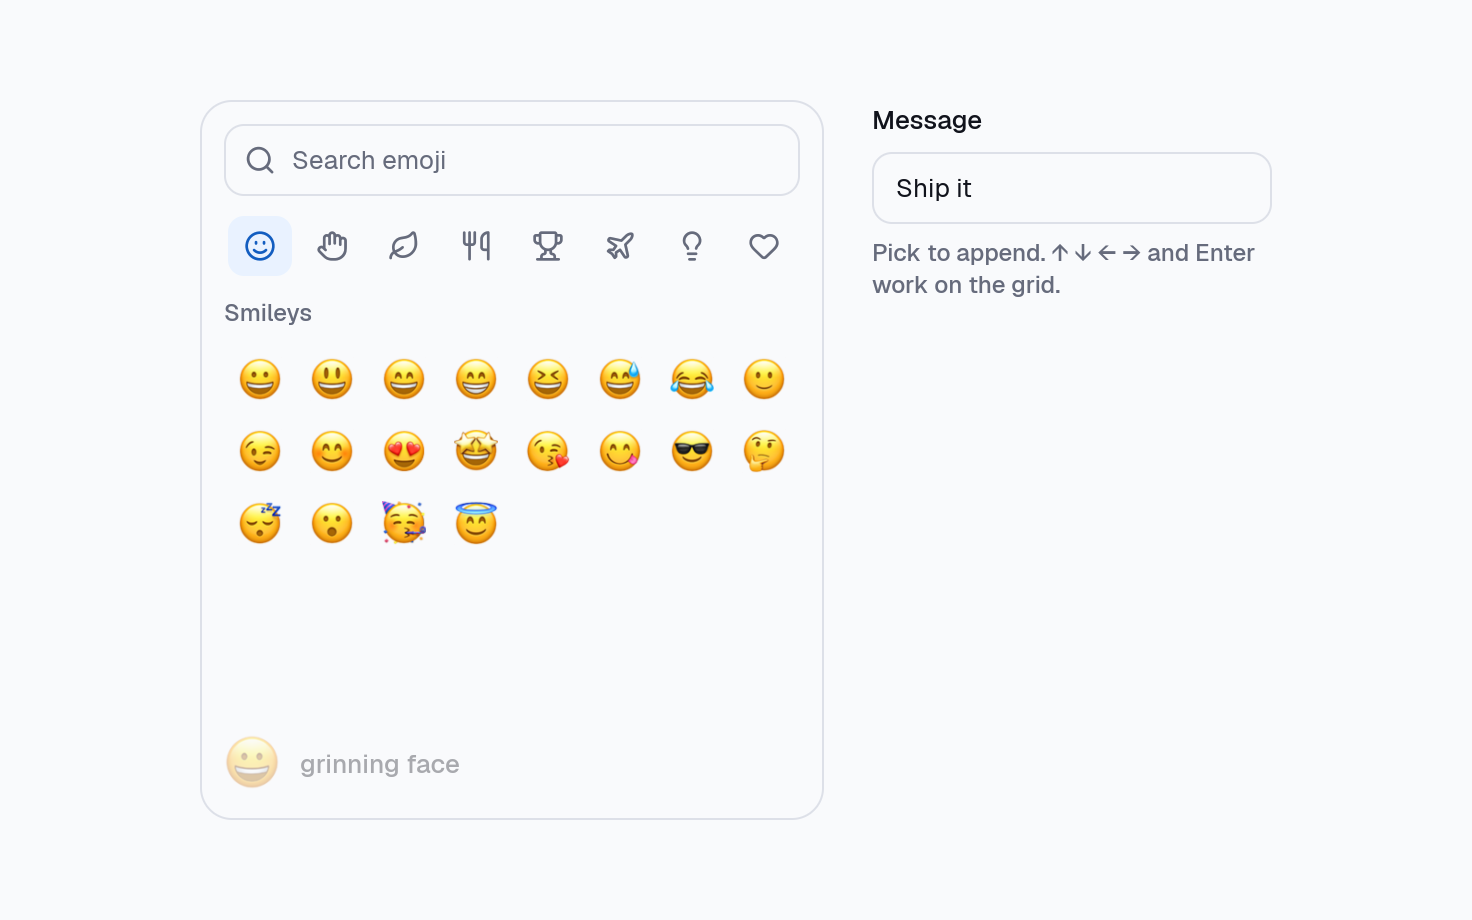 Search emoji
Smileys
grinning face
Message
Ship it
Pick to append. ↑ ↓ ← → and Enter
work on the grid.